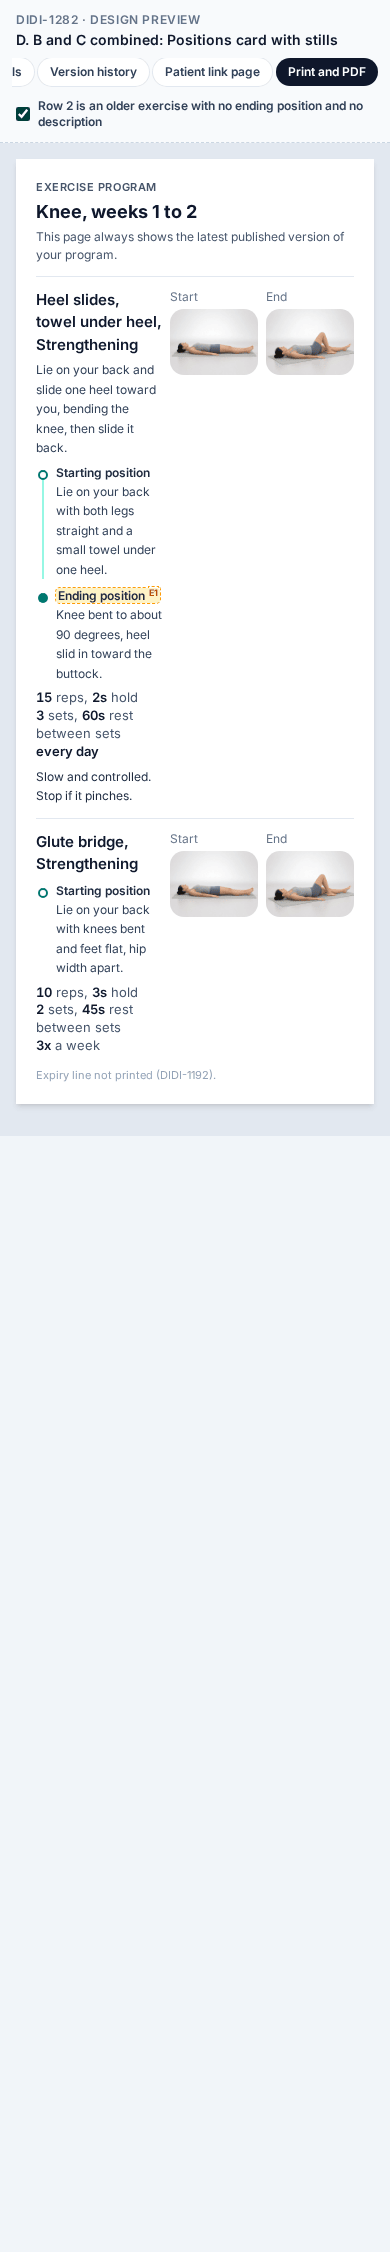 DIDI-1282 · DESIGN PREVIEW
D. B and C combined: Positions card with stills
ls
Version history
Patient link page
Print and PDF
Row 2 is an older exercise with no ending position and no
description
EXERCISE PROGRAM
Knee, weeks 1 to 2
This page always shows the latest published version of
your program.
Heel slides,
towel under heel,
Strengthening
Start
End
Lie on your back and
slide one heel toward
you, bending the
knee, then slide it
back.
Starting position
Lie on your back
with both legs
straight and a
small towel under
one heel.
Ending position E1
Knee bent to about
90 degrees, heel
slid in toward the
buttock.
15 reps, 2s hold
3 sets, 60s rest
between sets
every day
Slow and controlled.
Stop if it pinches.
Glute bridge,
Strengthening
Start
End
Starting position
Lie on your back
with knees bent
and feet flat, hip
width apart.
10 reps, 3s hold
2 sets, 45s rest
between sets
3x a week
Expiry line not printed (DIDI-1192).